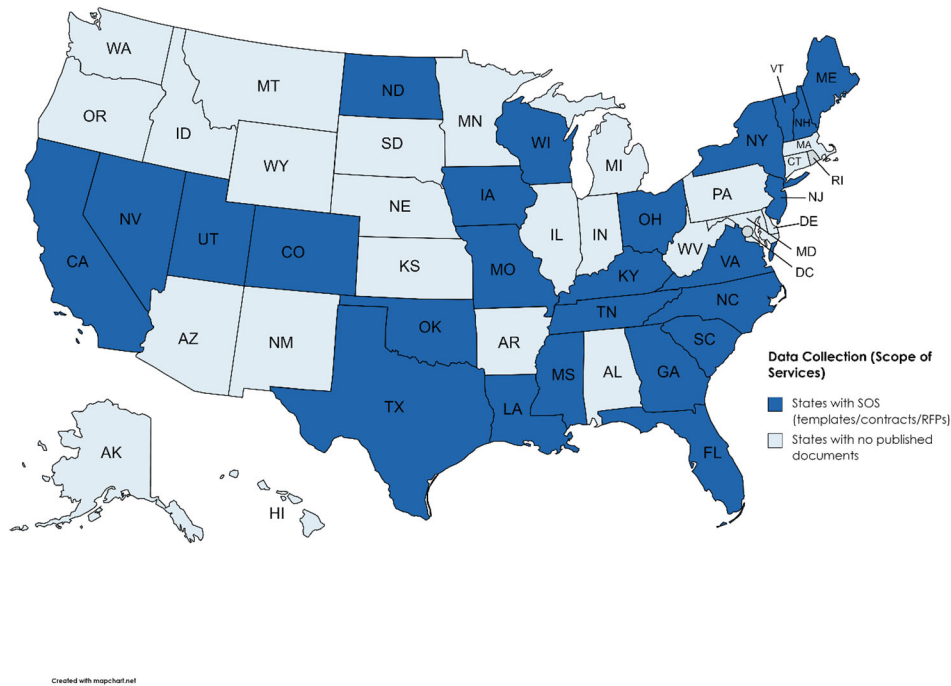 WA
MT
ND
MN
VT
ME
OR
ID
SD
WI
MI
NY
NH
MA
CT
RI
WY
NE
IA
PA
NJ
NV
UT
CO
IL
IN
OH
DE
MD
DC
CA
KS
MO
WV
VA
KY
NC
TN
AZ
NM
OK
AR
SC
MS
AL
GA
TX
LA
FL
AK
HI
Data Collection (Scope of
Services)
States with SOS
(templates/contracts/RFPs)
States with no published
documents
Created with mapchart.net